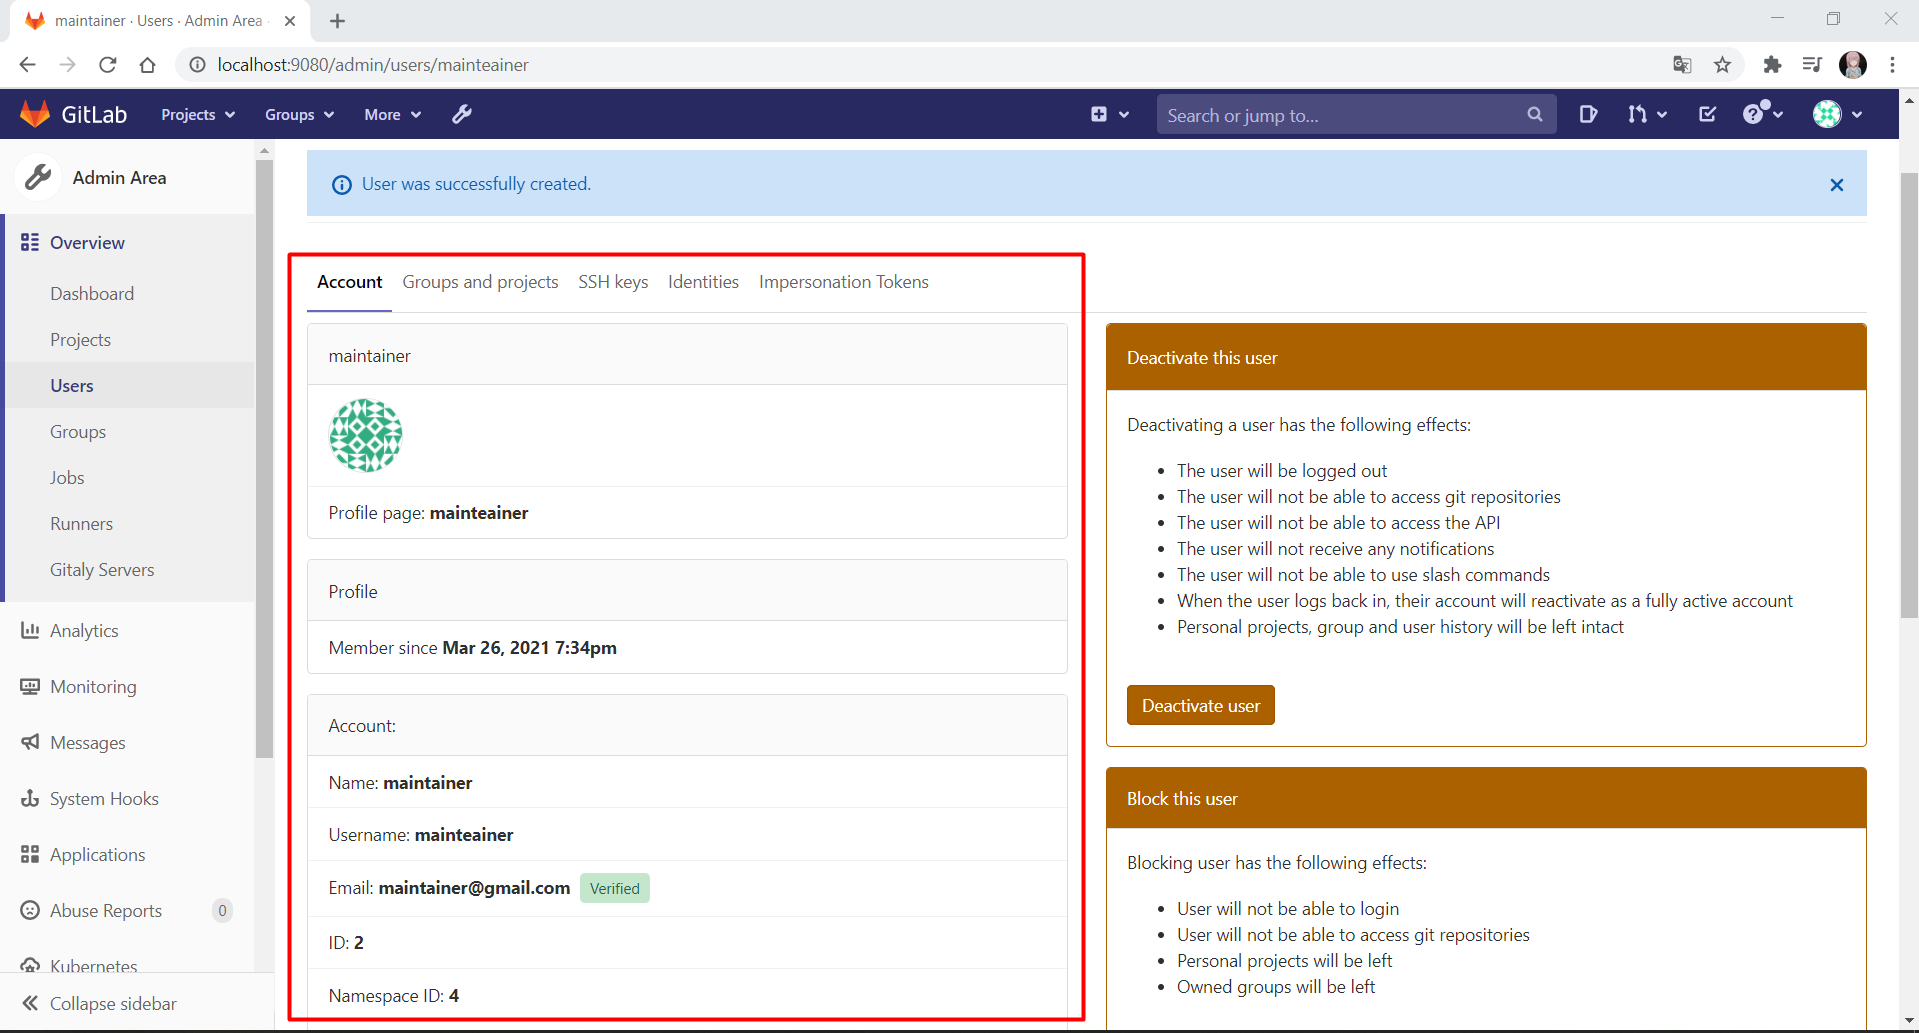 maintainer · Users · Admin Area
localhost:9080/admin/users/mainteainer
GitLab
Projects
Groups
More
Search or jump to...
Admin Area
Overview
Dashboard
Projects
Users
Groups
Jobs
Runners
Gitaly Servers
Analytics
Monitoring
Messages
System Hooks
Applications
Abuse Reports 0
Kubernetes
Collapse sidebar
User was successfully created.
Account Groups and projects SSH keys Identities Impersonation Tokens
maintainer
Profile page: mainteainer
Profile
Member since Mar 26, 2021 7:34pm
Account:
Name: maintainer
Username: mainteainer
Email: maintainer@gmail.com Verified
ID: 2
Namespace ID: 4
Deactivate this user
Deactivating a user has the following effects:
• The user will be logged out
• The user will not be able to access git repositories
• The user will not be able to access the API
• The user will not receive any notifications
• The user will not be able to use slash commands
• When the user logs back in, their account will reactivate as a fully active account
• Personal projects, group and user history will be left intact
Deactivate user
Block this user
Blocking user has the following effects:
• User will not be able to login
• User will not be able to access git repositories
• Personal projects will be left
• Owned groups will be left